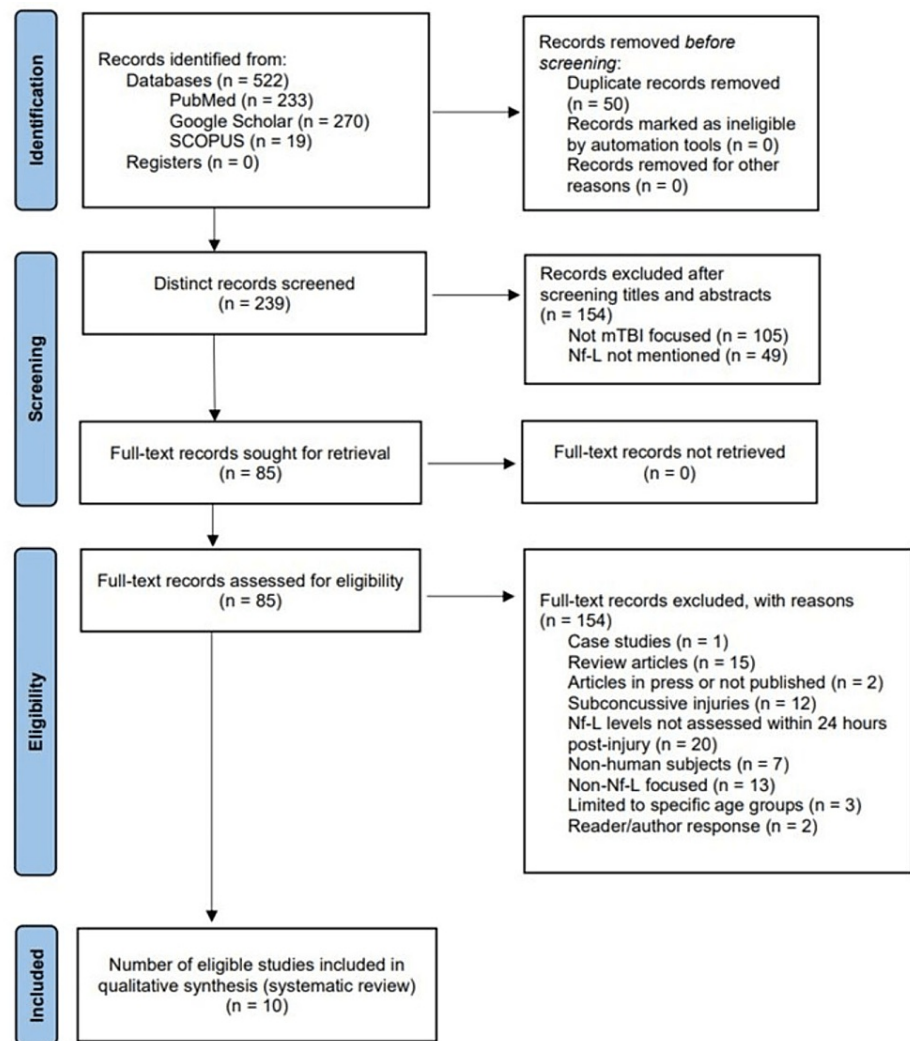 Identification
Records identified from:
Databases (n = 522)
PubMed (n = 233)
Google Scholar (n = 270)
SCOPUS (n = 19)
Registers (n = 0)
Records removed before
screening:
Duplicate records removed
(n = 50)
Records marked as ineligible
by automation tools (n = 0)
Records removed for other
reasons (n = 0)
Screening
Distinct records screened
(n = 239)
Records excluded after
screening titles and abstracts
(n = 154)
Not mTBI focused (n = 105)
Nf-L not mentioned (n = 49)
Full-text records sought for retrieval
(n = 85)
Full-text records not retrieved
(n = 0)
Eligibility
Full-text records assessed for eligibility
(n = 85)
Full-text records excluded, with reasons
(n = 154)
Case studies (n = 1)
Review articles (n = 15)
Articles in press or not published (n = 2)
Subconcussive injuries (n = 12)
Nf-L levels not assessed within 24 hours
post-injury (n = 20)
Non-human subjects (n = 7)
Non-Nf-L focused (n = 13)
Limited to specific age groups (n = 3)
Reader/author response (n = 2)
Included
Number of eligible studies included in
qualitative synthesis (systematic review)
(n = 10)